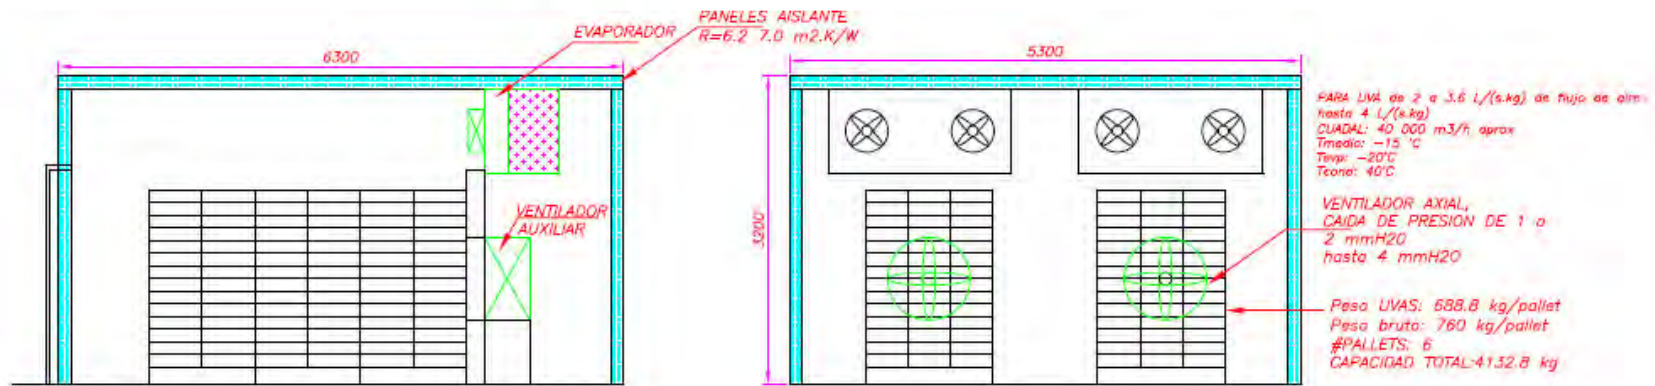 6300
EVAPORADOR
PANELES AISLANTE
R=6.2 7.0 m2.K/W
VENTILADOR
AUXILIAR
5300
3200
PARA UVA de 2 a 3.6 L/(s.kg) de flujo de aire
hasta 4 L/(s.kg)
CUADAL: 40 000 m3/h aprox
Tmedio: -15 °C
Tevp: -20°C
Tcond: 40°C
VENTILADOR AXIAL,
CAIDA DE PRESION DE 1 a
2 mmH2O
hasta 4 mmH2O
Peso UVAS: 688.8 kg/pallet
Peso bruto: 760 kg/pallet
#PALLETS: 6
CAPACIDAD TOTAL:4132.8 kg